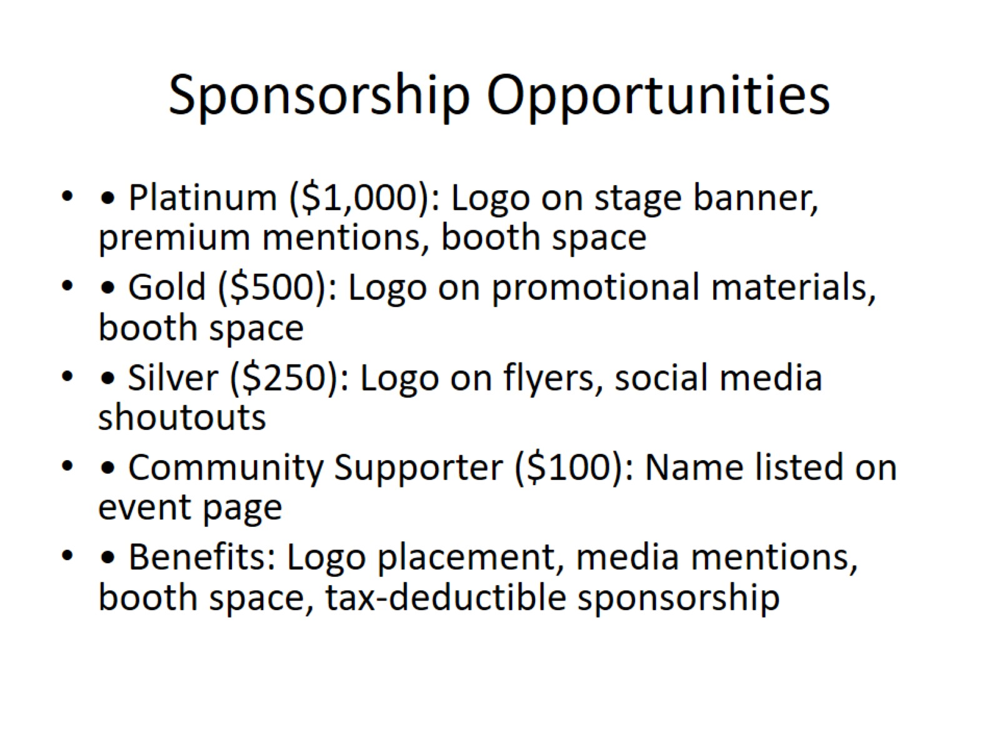 Sponsorship Opportunities
• • Platinum ($1,000): Logo on stage banner,
premium mentions, booth space
• • Gold ($500): Logo on promotional materials,
booth space
• • Silver ($250): Logo on flyers, social media
shoutouts
• • Community Supporter ($100): Name listed on
event page
• • Benefits: Logo placement, media mentions,
booth space, tax-deductible sponsorship